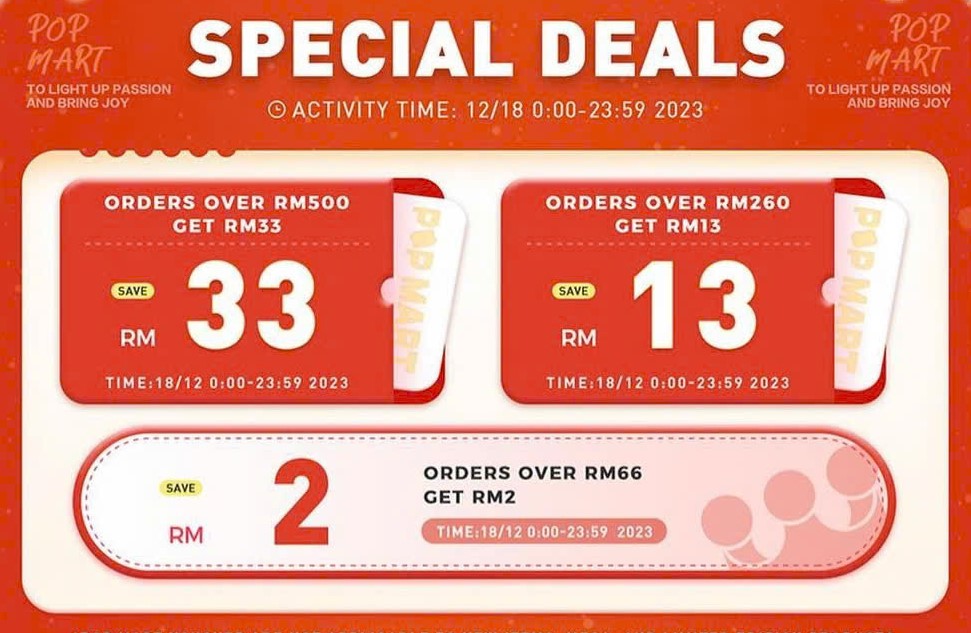 POP
MART
TO LIGHT UP PASSION
AND BRING JOY
SPECIAL DEALS
ACTIVITY TIME: 12/18 0:00-23:59 2023
POP
MART
TO LIGHT UP PASSION
AND BRING JOY
ORDERS OVER RM500
GET RM33
SAVE
RM
33
TIME:18/12 0:00-23:59 2023
POP MART
ORDERS OVER RM260
GET RM13
SAVE
RM
13
TIME:18/12 0:00-23:59 2023
POP MART
SAVE
RM
2
ORDERS OVER RM66
GET RM2
TIME:18/12 0:00-23:59 2023